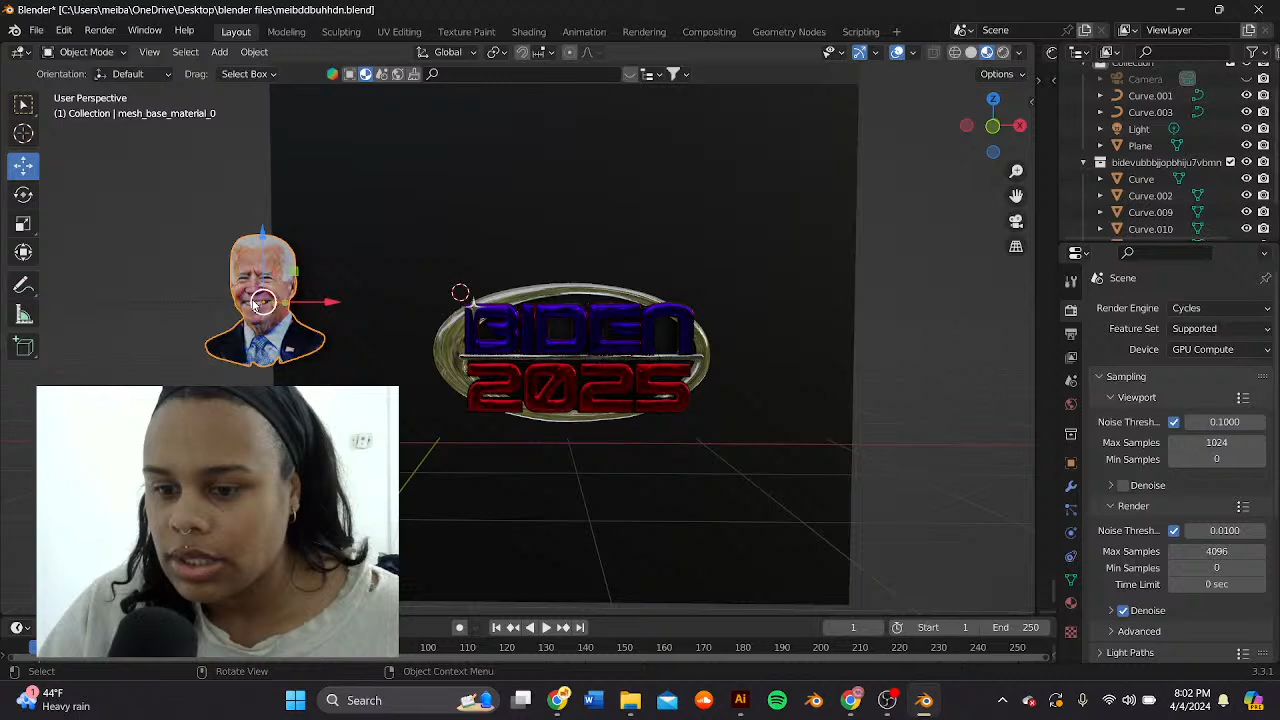 Blender* [C:\Users\meiba\OneDrive\Desktop\blender files\meibddbuhhdn.blend]
File Edit Render Window Help Layout Modeling Sculpting UV Editing Texture Paint Shading Animation Rendering Compositing Geometry Nodes Scripting Scene ViewLayer
Object Mode View Select Add Object Global
Orientation: Default Drag: Select Box Options
User Perspective
(1) Collection | mesh_base_material_0
Z
X
BIDEN
2025
Collection
Camera
Curve.001
Curve.003
Light
Plane
bidevubbbjjopbhiju7vbmn
Curve
Curve.002
Curve.009
Curve.010
Scene
Render Engine Cycles
Feature Set Supported
Device GPU Compute
Sampling
Viewport
Noise Thresh 0.1000
Max Samples 1024
Min Samples 0
Denoise
Render
Noise Thresh 0.0100
Max Samples 4096
Min Samples 0
Time Limit 0 sec
Denoise
Advanced
Light Paths
1 Start 1 End 250
100 110 120 130 140 150 160 170 180 190 200 210 220 230 240 250
Select Rotate View Object Context Menu 3.3.1
1 44°F
Heavy rain
Search
8:02 PM
4/4/2024